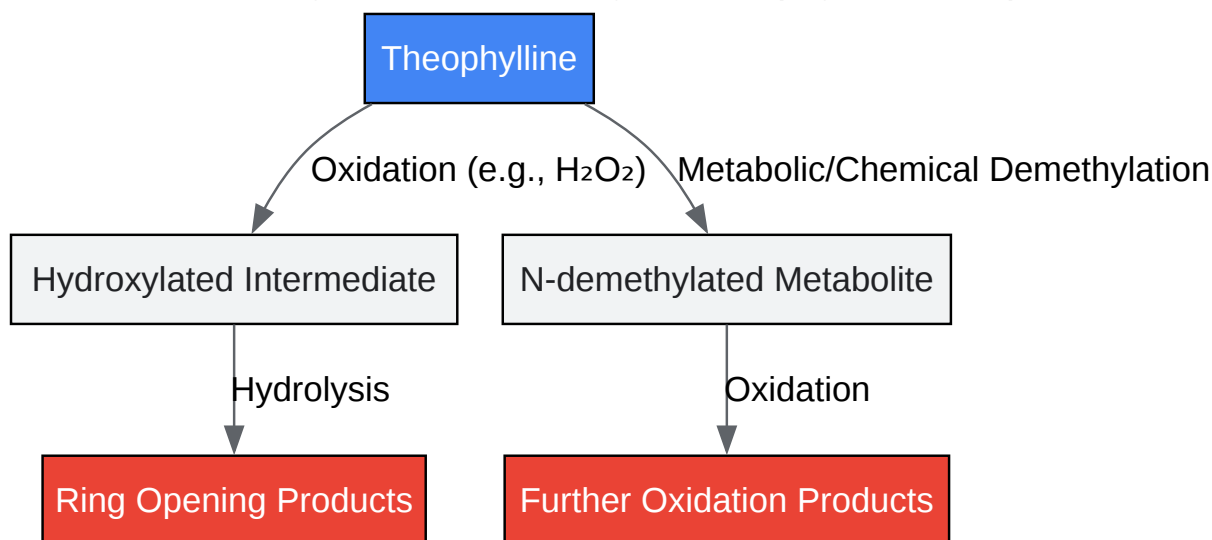 Theophylline
Oxidation (e.g., H₂O₂)
Metabolic/Chemical Demethylation
Hydroxylated Intermediate
N-demethylated Metabolite
Hydrolysis
Oxidation
Ring Opening Products
Further Oxidation Products